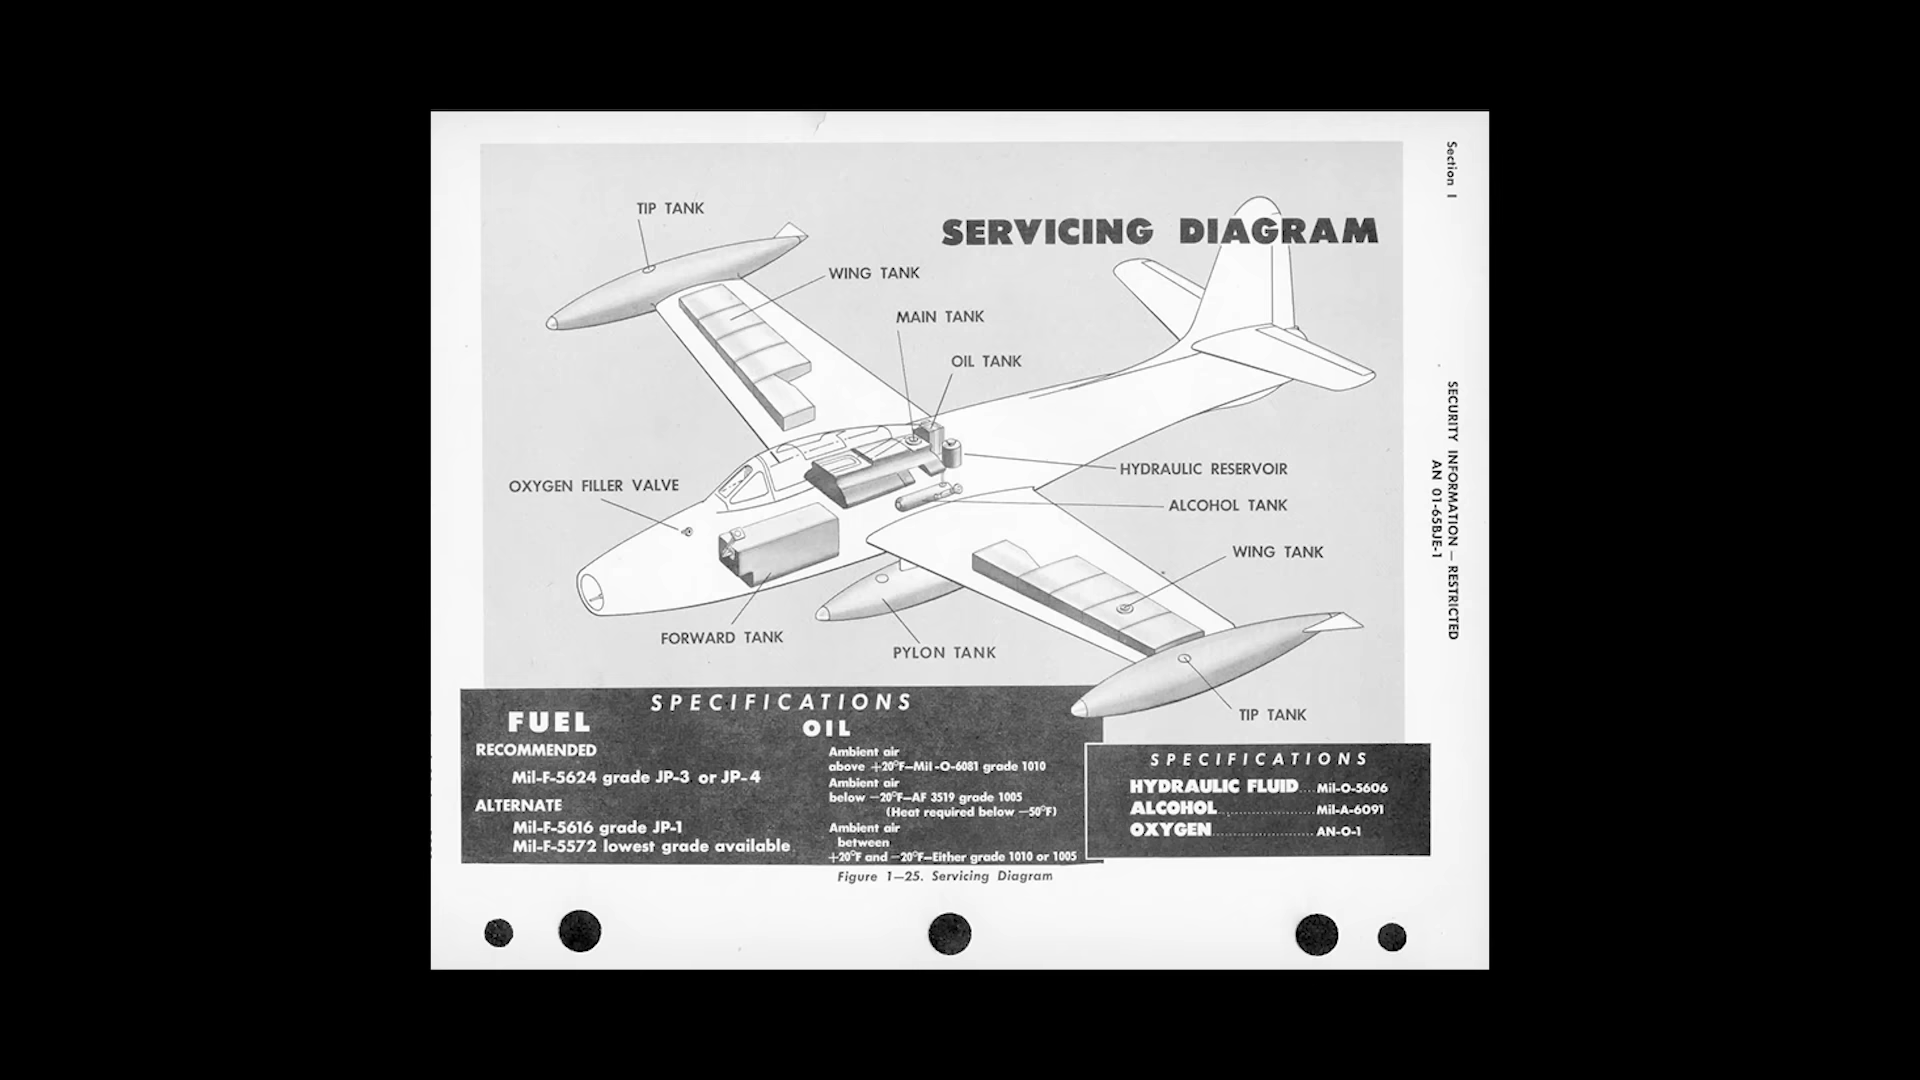 Section I
SERVICING DIAGRAM
TIP TANK
WING TANK
MAIN TANK
OIL TANK
HYDRAULIC RESERVOIR
OXYGEN FILLER VALVE
ALCOHOL TANK
WING TANK
FORWARD TANK
PYLON TANK
TIP TANK
SECURITY INFORMATION — RESTRICTED
AN 01-65BJE-1
SPECIFICATIONS
FUEL
RECOMMENDED
Mil-F-5624 grade JP-3 or JP-4
ALTERNATE
Mil-F-5616 grade JP-1
Mil-F-5572 lowest grade available
OIL
Ambient air
above +20°F—Mil-O-6081 grade 1010
Ambient air
below —20°F—AF 3519 grade 1005
(Heat required below —50°F)
Ambient air
between
+20°F and —20°F—Either grade 1010 or 1005
SPECIFICATIONS
HYDRAULIC FLUID....Mil-O-5606
ALCOHOL....................Mil-A-6091
OXYGEN.....................AN-O-1
Figure 1—25. Servicing Diagram